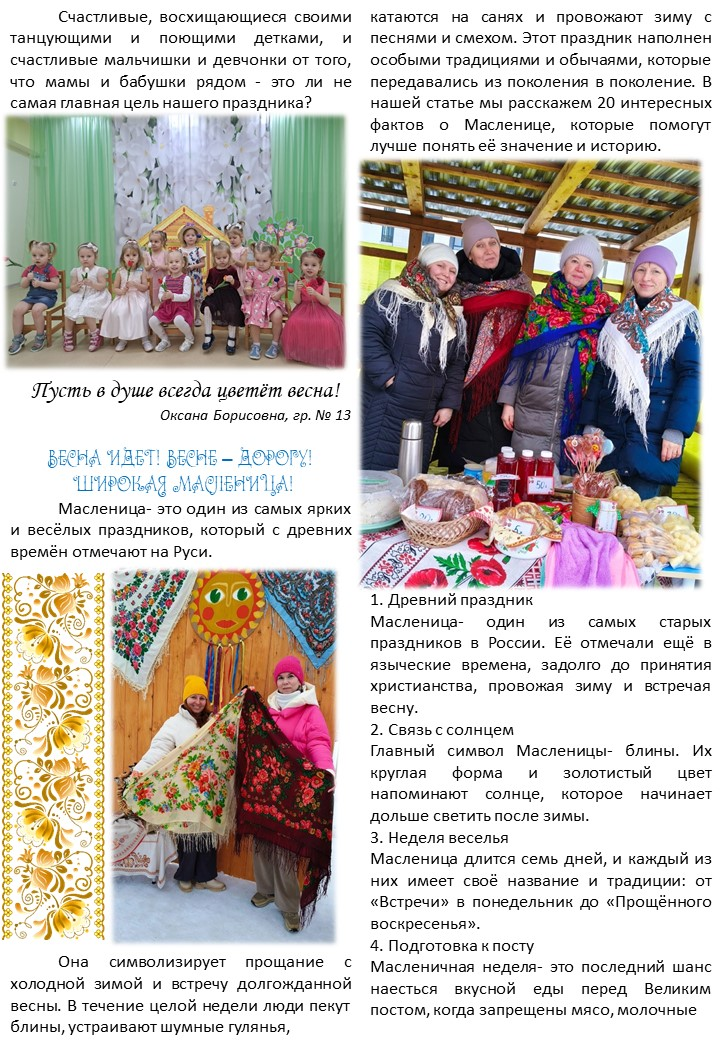 Счастливые, восхищающиеся своими
танцующими и поющими детками, и
счастливые мальчишки и девчонки от того,
что мамы и бабушки рядом - это ли не
самая главная цель нашего праздника?
Пусть в душе всегда цветёт весна!
Оксана Борисовна, гр. № 13
ВЕСНА ИДЕТ! ВЕСНЕ – ДОРОГУ!
ШИРОКАЯ МАСЛЕНИЦА!
Масленица- это один из самых ярких
и весёлых праздников, который с древних
времён отмечают на Руси.
Она символизирует прощание с
холодной зимой и встречу долгожданной
весны. В течение целой недели люди пекут
блины, устраивают шумные гулянья,
катаются на санях и провожают зиму с
песнями и смехом. Этот праздник наполнен
особыми традициями и обычаями, которые
передавались из поколения в поколение. В
нашей статье мы расскажем 20 интересных
фактов о Масленице, которые помогут
лучше понять её значение и историю.
1. Древний праздник
Масленица- один из самых старых
праздников в России. Её отмечали ещё в
языческие времена, задолго до принятия
христианства, провожая зиму и встречая
весну.
2. Связь с солнцем
Главный символ Масленицы- блины. Их
круглая форма и золотистый цвет
напоминают солнце, которое начинает
дольше светить после зимы.
3. Неделя веселья
Масленица длится семь дней, и каждый из
них имеет своё название и традиции: от
«Встречи» в понедельник до «Прощённого
воскресенья».
4. Подготовка к посту
Масленичная неделя- это последний шанс
наесться вкусной еды перед Великим
постом, когда запрещены мясо, молочные